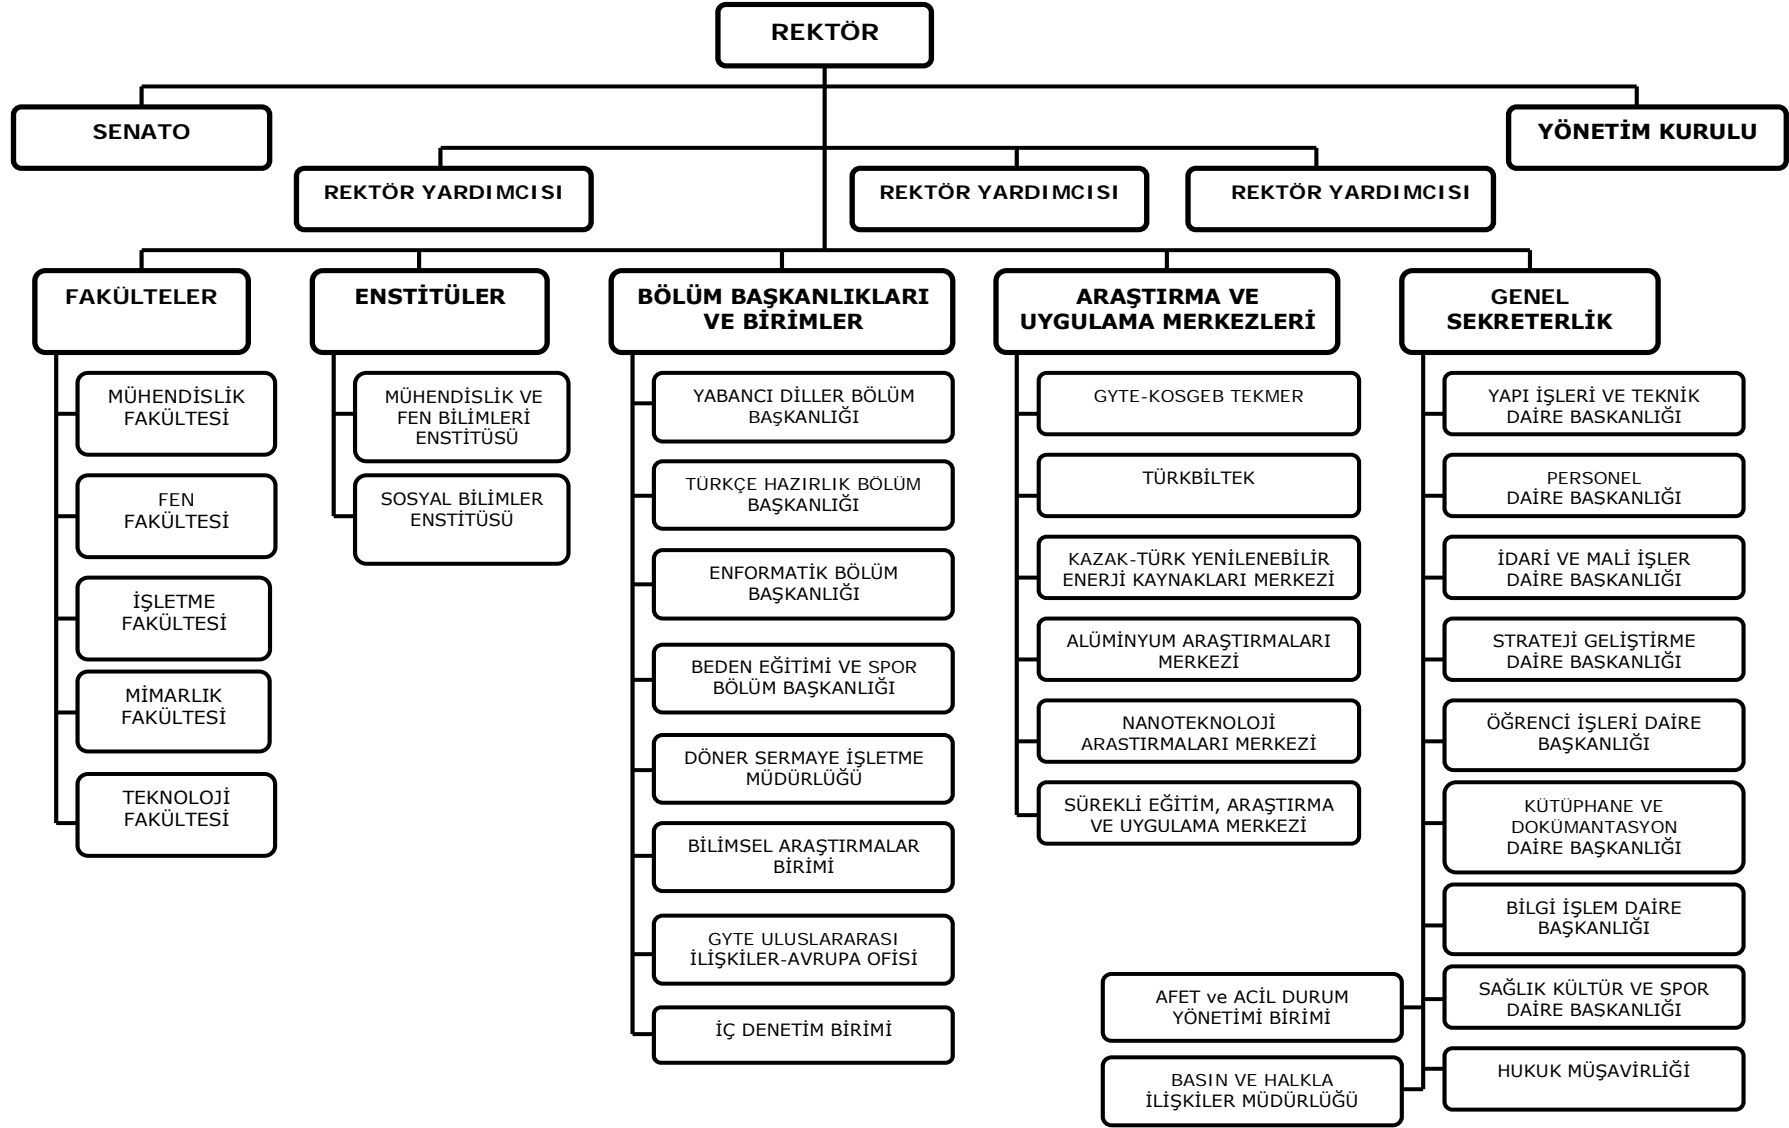 REKTÖR
SENATO
YÖNETİM KURULU
REKTÖR YARDIMCISI
REKTÖR YARDIMCISI
REKTÖR YARDIMCISI
FAKÜLTELER
MÜHENDİSLİK
FAKÜLTESİ
FEN
FAKÜLTESİ
İŞLETME
FAKÜLTESİ
MİMARLIK
FAKÜLTESİ
TEKNOLOJİ
FAKÜLTESİ
ENSTİTÜLER
MÜHENDİSLİK VE
FEN BİLİMLERİ
ENSTİTÜSÜ
SOSYAL BİLİMLER
ENSTİTÜSÜ
BÖLÜM BAŞKANLIKLARI
VE BİRİMLER
YABANCI DİLLER BÖLÜM
BAŞKANLIĞI
TÜRKÇE HAZIRLIK BÖLÜM
BAŞKANLIĞI
ENFORMATİK BÖLÜM
BAŞKANLIĞI
BEDEN EĞİTİMİ VE SPOR
BÖLÜM BAŞKANLIĞI
DÖNER SERMAYE İŞLETME
MÜDÜRLÜĞÜ
BİLİMSEL ARAŞTIRMALAR
BİRİMİ
GYTE ULUSLARARASI
İLİŞKİLER-AVRUPA OFİSİ
İÇ DENETİM BİRİMİ
ARAŞTIRMA VE
UYGULAMA MERKEZLERİ
GYTE-KOSGEB TEKMER
TÜRKBİLTEK
KAZAK-TÜRK YENİLENEBİLİR
ENERJİ KAYNAKLARI MERKEZİ
ALÜMİNYUM ARAŞTIRMALARI
MERKEZİ
NANOTEKNOLOJİ
ARASTIRMALARI MERKEZİ
SÜREKLİ EĞİTİM, ARAŞTIRMA
VE UYGULAMA MERKEZİ
GENEL
SEKRETERLİK
YAPI İŞLERİ VE TEKNİK
DAİRE BASKANLIĞI
PERSONEL
DAİRE BAŞKANLIĞI
İDARİ VE MALİ İŞLER
DAİRE BAŞKANLIĞI
STRATEJİ GELİŞTİRME
DAİRE BAŞKANLIĞI
ÖĞRENCİ İŞLERİ DAİRE
BAŞKANLIĞI
KÜTÜPHANE VE
DOKÜMANTASYON
DAİRE BAŞKANLIĞI
BİLGİ İŞLEM DAİRE
BAŞKANLIĞI
SAĞLIK KÜLTÜR VE SPOR
DAİRE BAŞKANLIĞI
HUKUK MÜŞAVİRLİĞİ
AFET ve ACİL DURUM
YÖNETİMİ BİRİMİ
BASIN VE HALKLA
İLİŞKİLER MÜDÜRLÜĞÜ